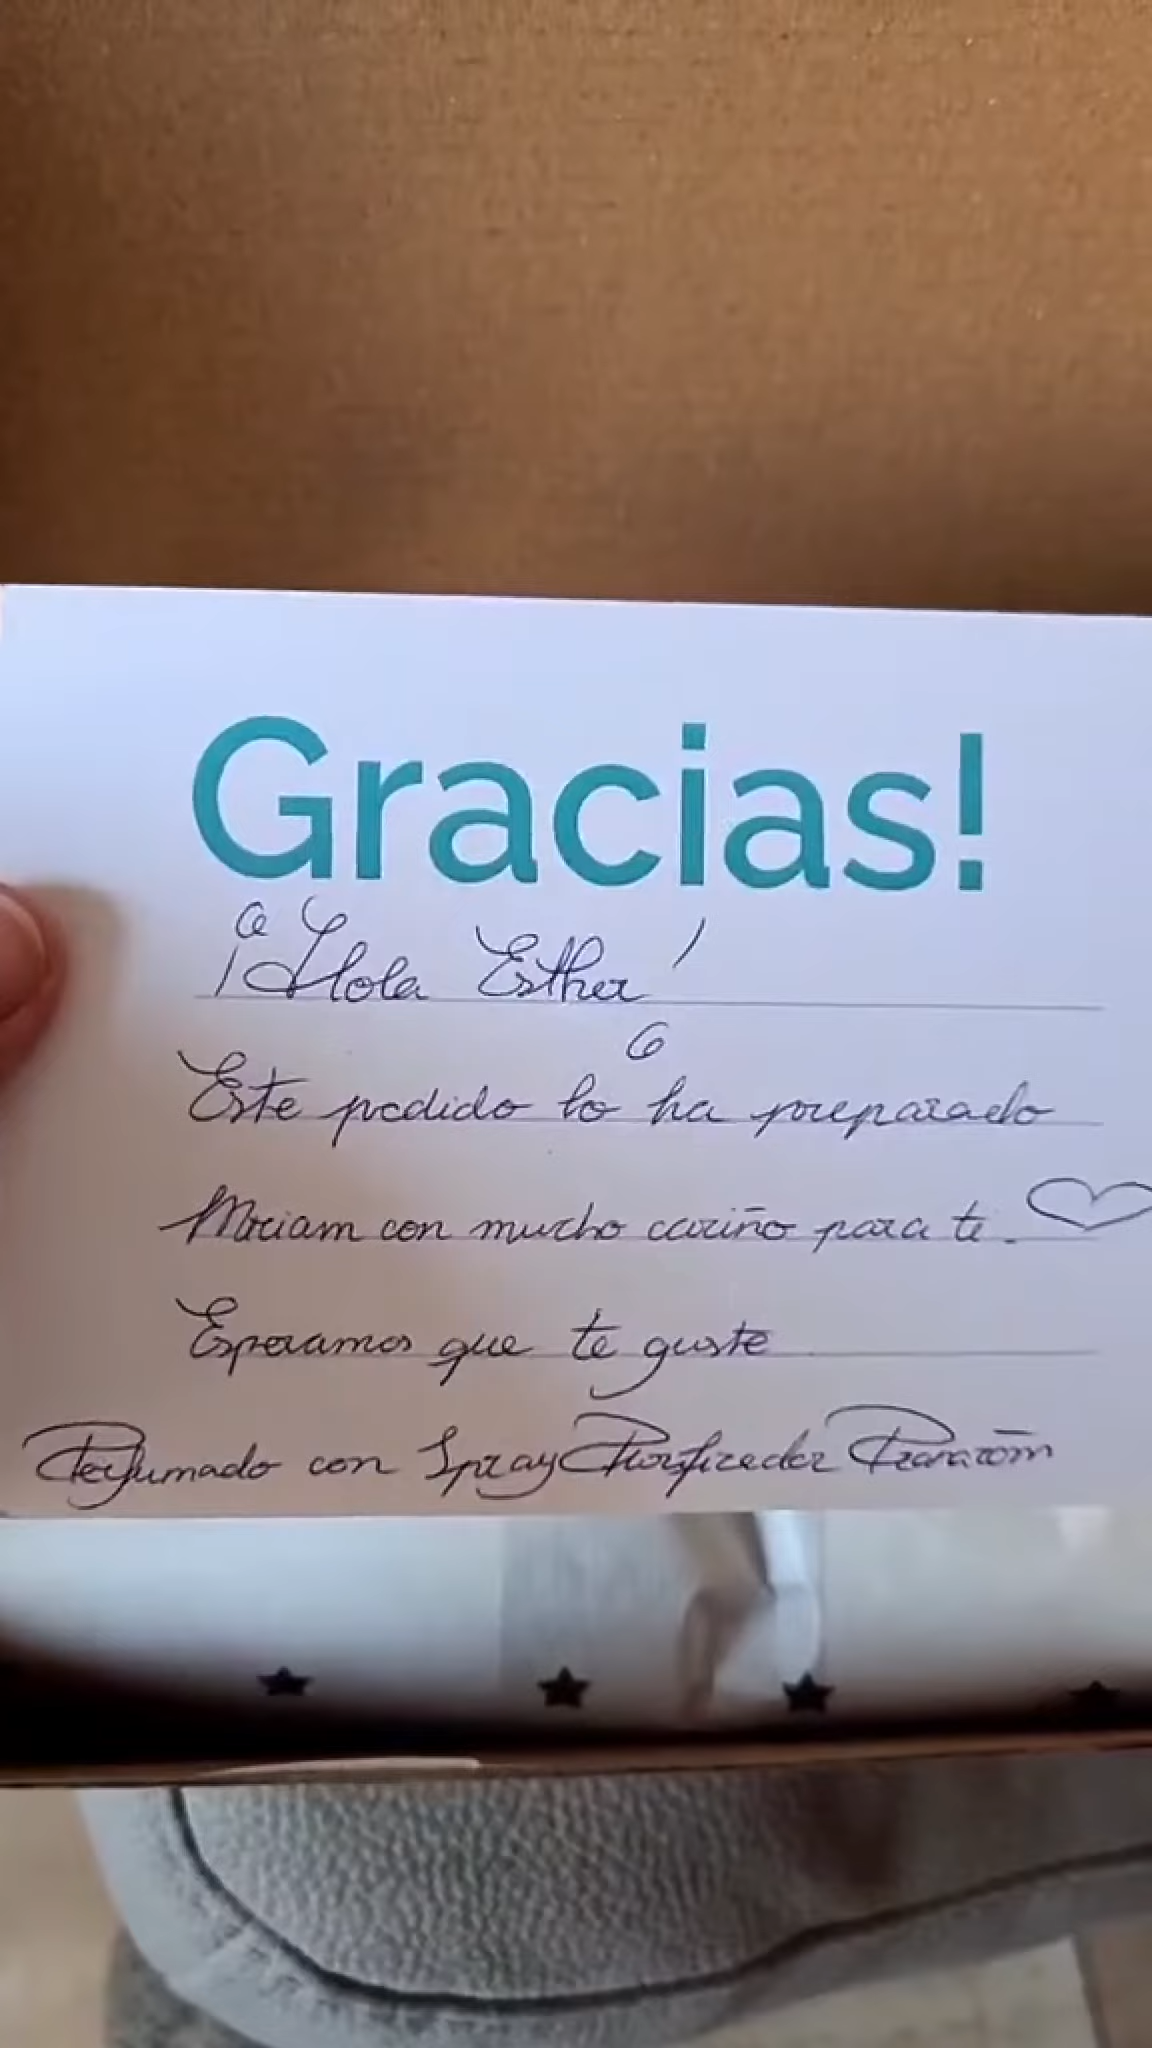 Gracias!
¡Hola Esther!
Este pedido lo ha preparado
Miriam con mucho cariño para ti.
Esperamos que te guste
Perfumado con Spray Purificador Pranarōm